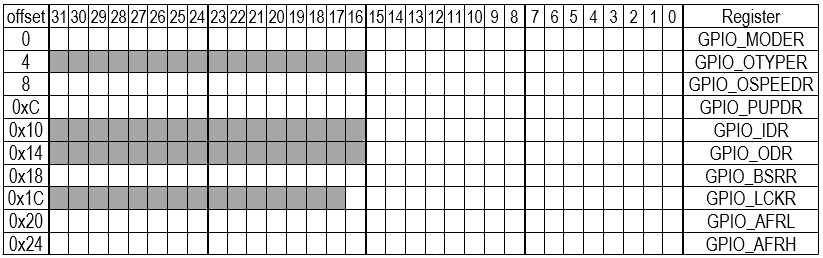 offset 31 30 29 28 27 26 25 24 23 22 21 20 19 18 17 16 15 14 13 12 11 10 9 8 7 6 5 4 3 2 1 0 Register
0 GPIO_MODER
4 GPIO_OTYPER
8 GPIO_OSPEEDR
0xC GPIO_PUPDR
0x10 GPIO_IDR
0x14 GPIO_ODR
0x18 GPIO_BSRR
0x1C GPIO_LCKR
0x20 GPIO_AFRL
0x24 GPIO_AFRH